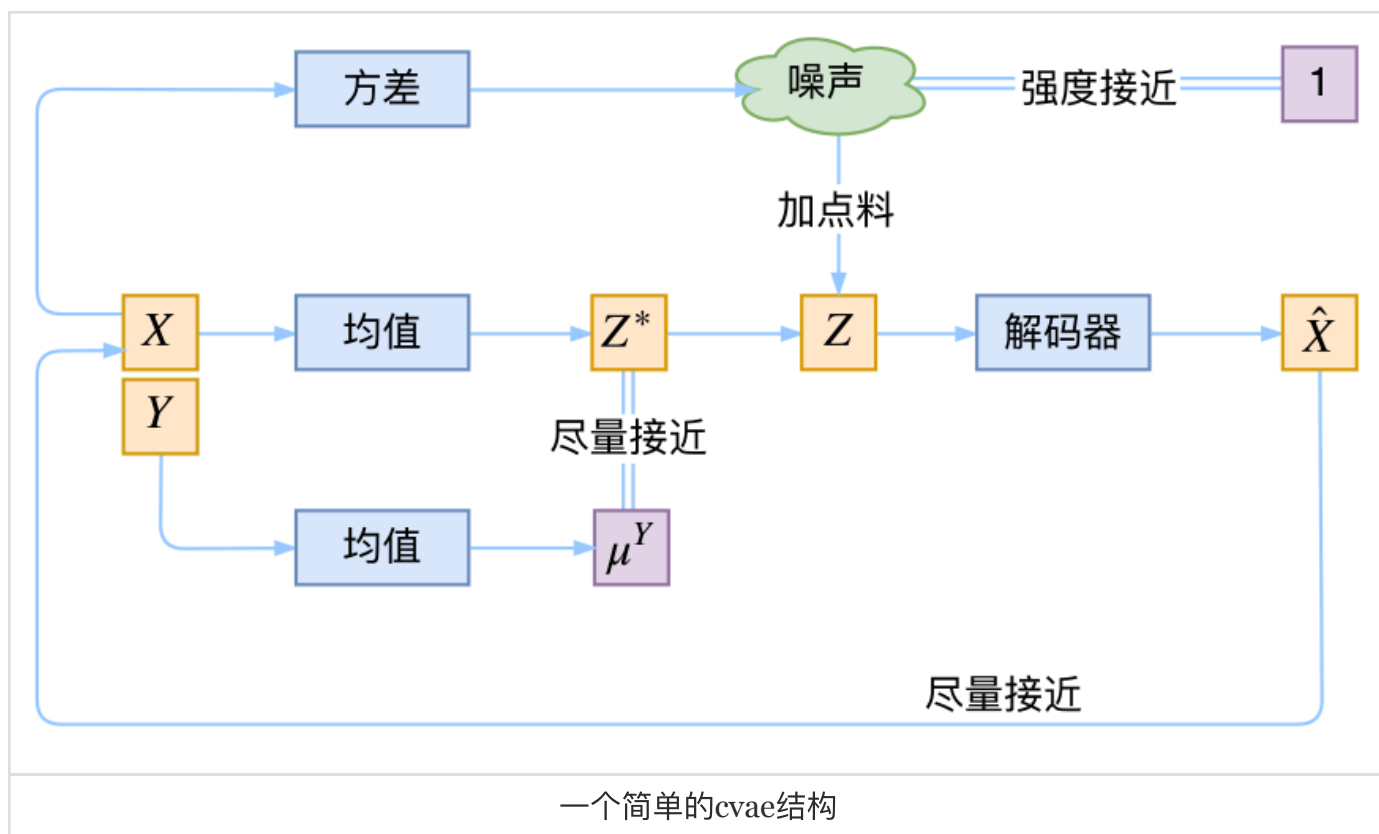 方差
噪声
强度接近
1
加点料
X
均值
Z*
Z
解码器
X̂
Y
尽量接近
均值
μ^Y
尽量接近
一个简单的cvae结构